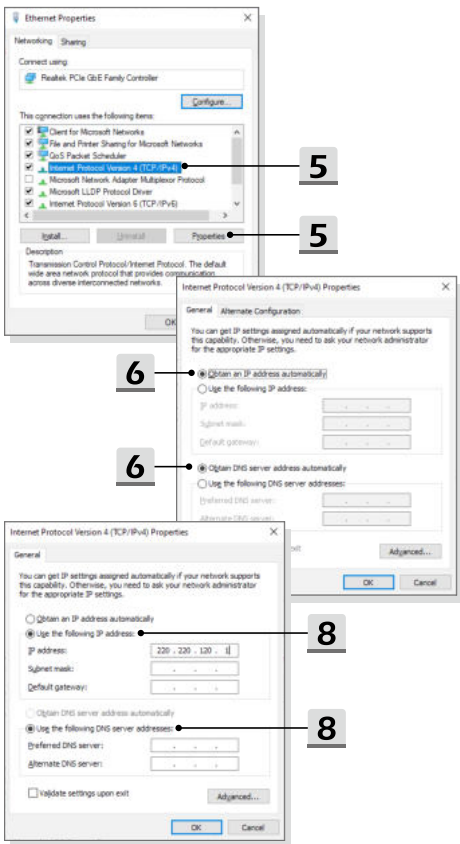 Ethernet Properties
Networking Sharing
Connect using:
Realtek PCIe GbE Family Controller
Configure...
This connection uses the following items:
Client for Microsoft Networks
File and Printer Sharing for Microsoft Networks
QoS Packet Scheduler
Internet Protocol Version 4 (TCP/IPv4)
5
Microsoft Network Adapter Multiplexor Protocol
Microsoft LLDP Protocol Driver
Internet Protocol Version 6 (TCP/IPv6)
Install... Uninstall Properties
5
Description
Transmission Control Protocol/Internet Protocol. The default
wide area network protocol that provides communication
across diverse interconnected networks.
OK
Internet Protocol Version 4 (TCP/IPv4) Properties
General Alternate Configuration
You can get IP settings assigned automatically if your network supports
this capability. Otherwise, you need to ask your network administrator
for the appropriate IP settings.
6
Obtain an IP address automatically
Use the following IP address:
IP address:
Subnet mask:
Default gateway:
6
Obtain DNS server address automatically
Use the following DNS server addresses:
Preferred DNS server:
Alternate DNS server:
exit
Advanced...
OK Cancel
Internet Protocol Version 4 (TCP/IPv4) Properties
General
You can get IP settings assigned automatically if your network supports
this capability. Otherwise, you need to ask your network administrator
for the appropriate IP settings.
Obtain an IP address automatically
Use the following IP address:
8
IP address: 220 . 220 . 120 . 1
Subnet mask:
Default gateway:
Obtain DNS server address automatically
Use the following DNS server addresses:
8
Preferred DNS server:
Alternate DNS server:
Validate settings upon exit
Advanced...
OK Cancel